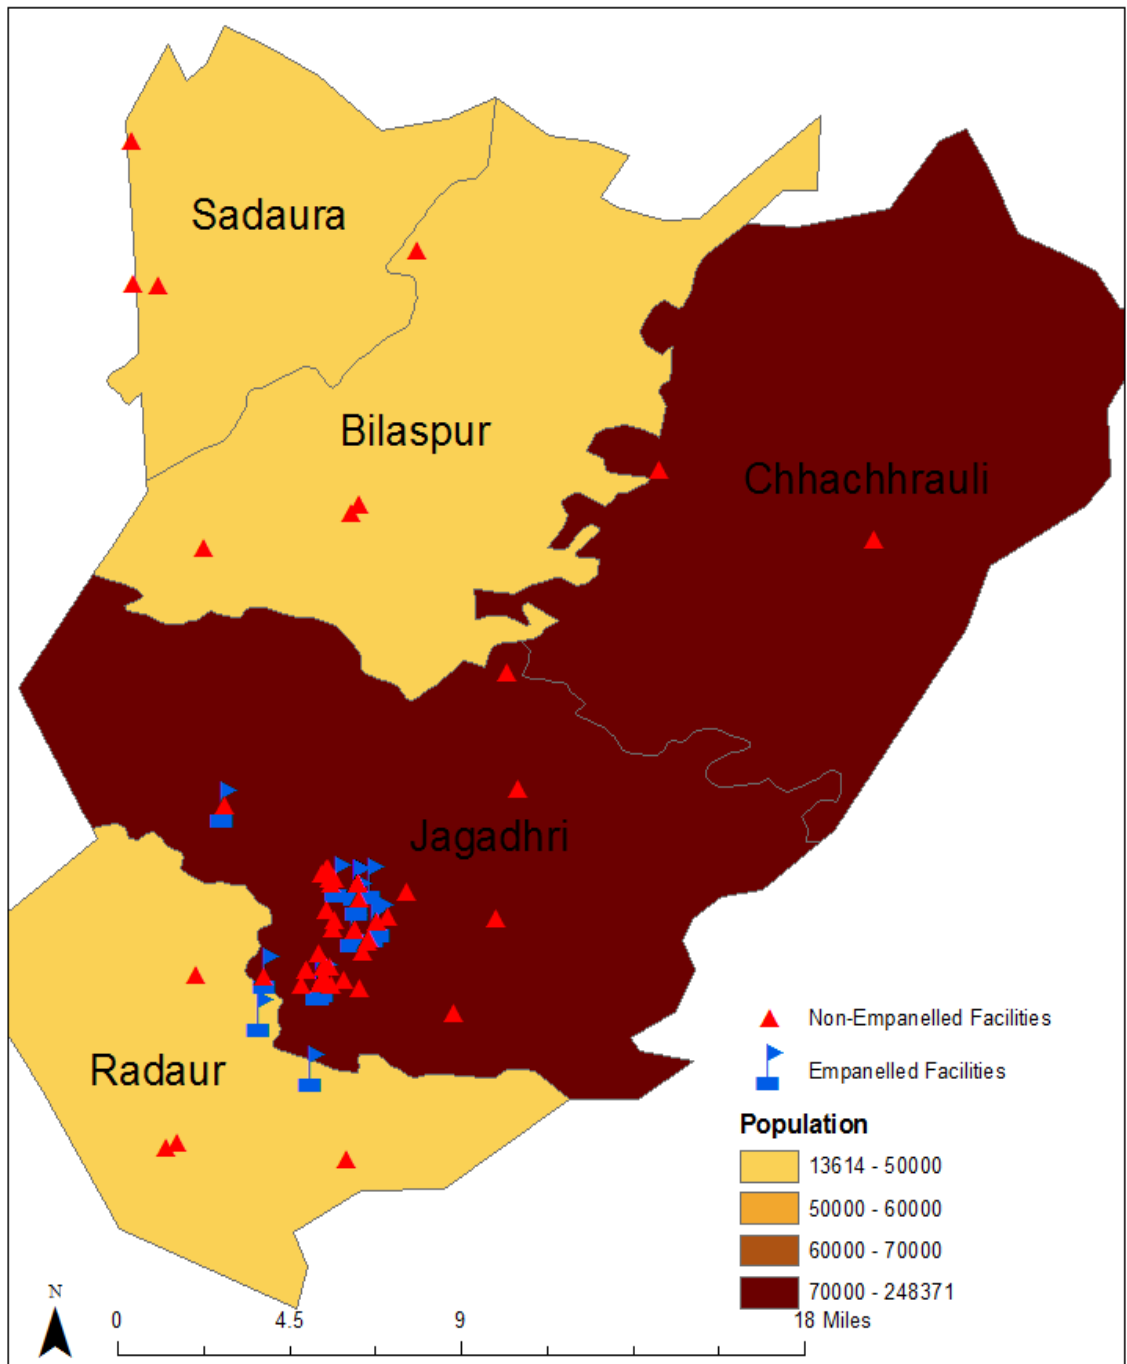 Sadaura
Bilaspur
Chhachhrauli
Jagadhri
Radaur
Non-Empanelled Facilities
Empanelled Facilities
Population
13614 - 50000
50000 - 60000
60000 - 70000
70000 - 248371
N
0 4.5 9 18 Miles